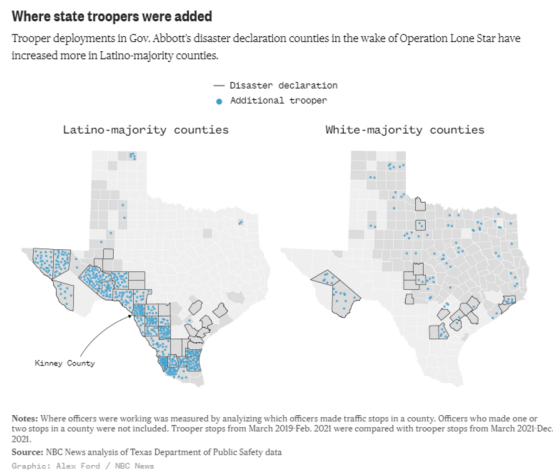 Where state troopers were added
Trooper deployments in Gov. Abbott's disaster declaration counties in the wake of Operation Lone Star have
increased more in Latino-majority counties.
Disaster declaration
Additional trooper
Latino-majority counties
White-majority counties
Kinney County
Notes: Where officers were working was measured by analyzing which officers made traffic stops in a county. Officers who made one or
two stops in a county were not included. Trooper stops from March 2019-Feb. 2021 were compared with trooper stops from March 2021-Dec.
2021.
Source: NBC News analysis of Texas Department of Public Safety data
Graphic: Alex Ford / NBC News